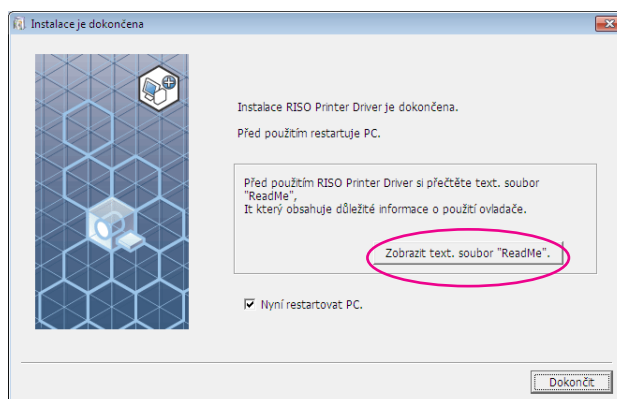 Instalace je dokončena
Instalace RISO Printer Driver je dokončena.
Před použitím restartuje PC.
Před použitím RISO Printer Driver si přečtěte text. soubor
"ReadMe",
It který obsahuje důležité informace o použití ovladače.
Zobrazit text. soubor "ReadMe".
Nyní restartovat PC.
Dokončit